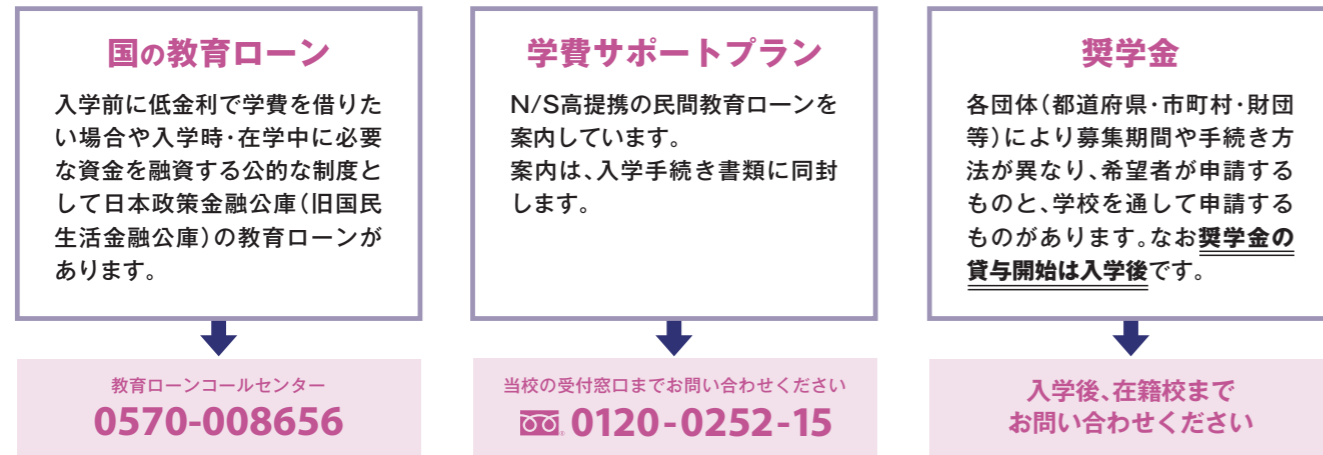 国の教育ローン
入学前に低金利で学費を借りた
い場合や入学時・在学中に必要
な資金を融資する公的な制度と
して日本政策金融公庫（旧国民
生活金融公庫）の教育ローンが
あります。
教育ローンコールセンター
0570-008656
学費サポートプラン
N/S高提携の民間教育ローンを
案内しています。
案内は、入学手続き書類に同封
します。
当校の受付窓口までお問い合わせください
0120-0252-15
奨学金
各団体（都道府県・市町村・財団
等）により募集期間や手続き方
法が異なり、希望者が申請する
ものと、学校を通して申請する
ものがあります。なお奨学金の
貸与開始は入学後です。
入学後、在籍校まで
お問い合わせください